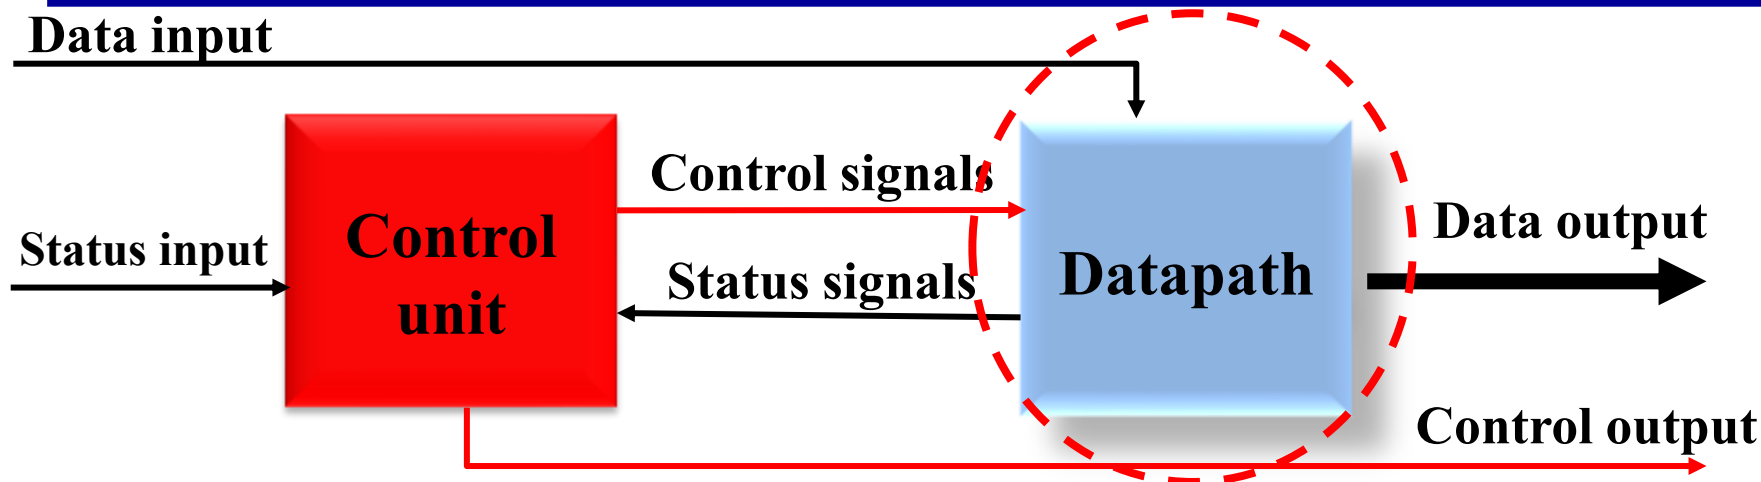 Data input
Control signals
Status input
Control
unit
Status signals
Datapath
Data output
Control output